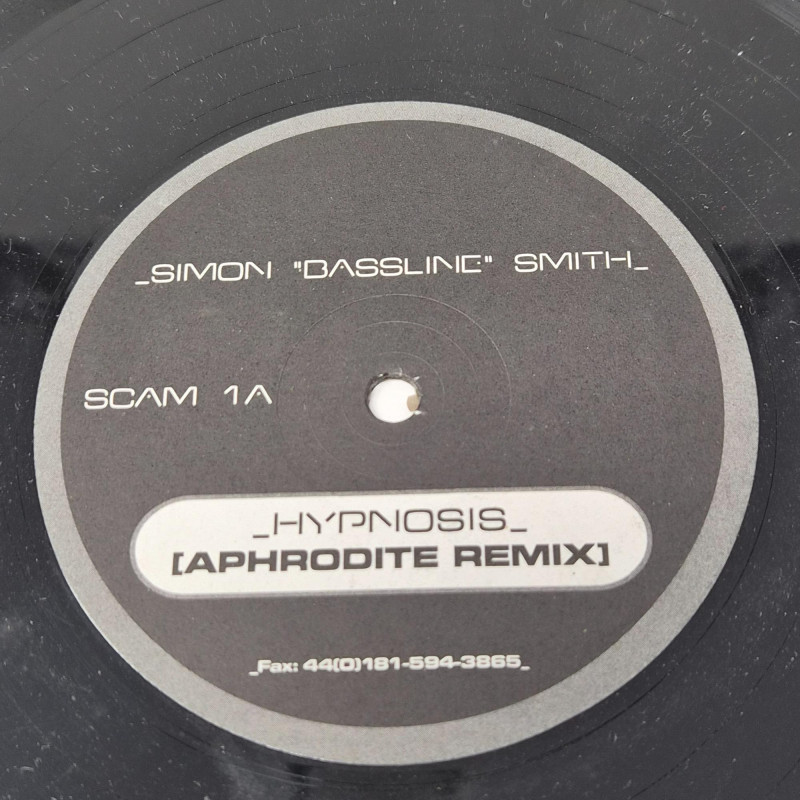 _SIMON "BASSLINE" SMITH_
SCAM 1A
_HYPNOSIS_
[APHRODITE REMIX]
_Fax: 44(0)181-594-3865_